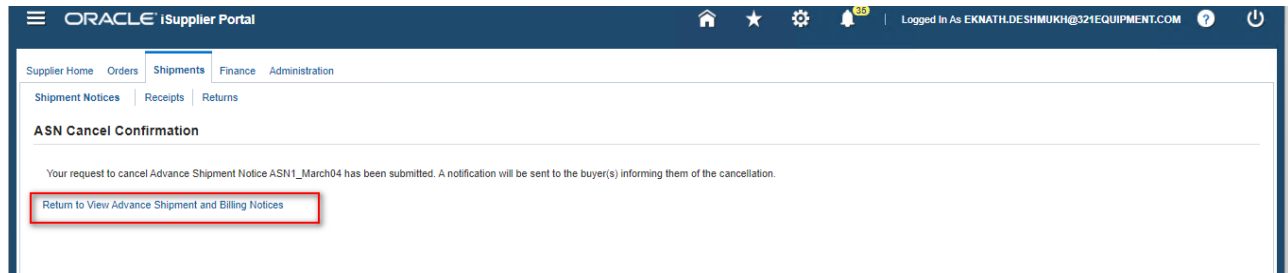 ORACLE iSupplier Portal
35
Logged In As EKNATH.DESHMUKH@321EQUIPMENT.COM ?
Supplier Home Orders Shipments Finance Administration
Shipment Notices Receipts Returns
ASN Cancel Confirmation
Your request to cancel Advance Shipment Notice ASN1_March04 has been submitted. A notification will be sent to the buyer(s) informing them of the cancellation.
Return to View Advance Shipment and Billing Notices